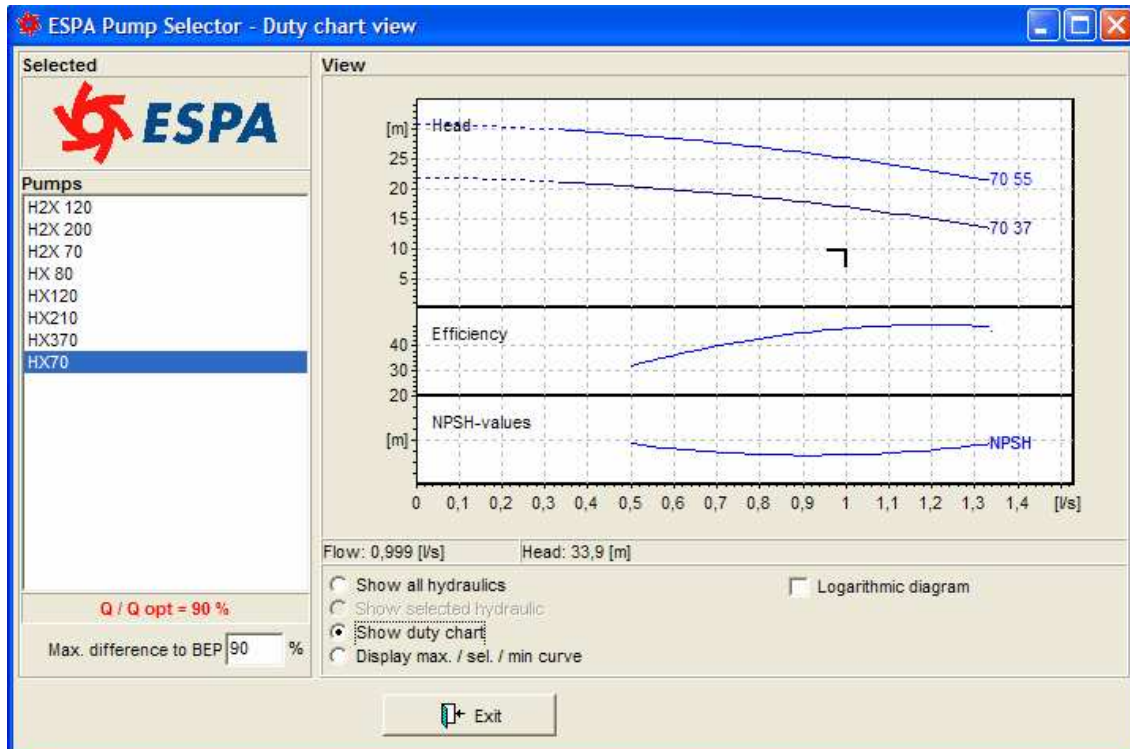 ESPA Pump Selector - Duty chart view
Selected
ESPA
Pumps
H2X 120
H2X 200
H2X 70
HX 80
HX120
HX210
HX370
HX70
Q / Q opt = 90 %
Max. difference to BEP 90 %
View
[m] Head
25
20
15
10
5
70 55
70 37
Efficiency
40
30
20
NPSH-values
[m]
NPSH
0 0,1 0,2 0,3 0,4 0,5 0,6 0,7 0,8 0,9 1 1,1 1,2 1,3 1,4 [l/s]
Flow: 0,999 [l/s] Head: 33,9 [m]
Show all hydraulics
Show selected hydraulic
Show duty chart
Display max. / sel. / min curve
Logarithmic diagram
Exit